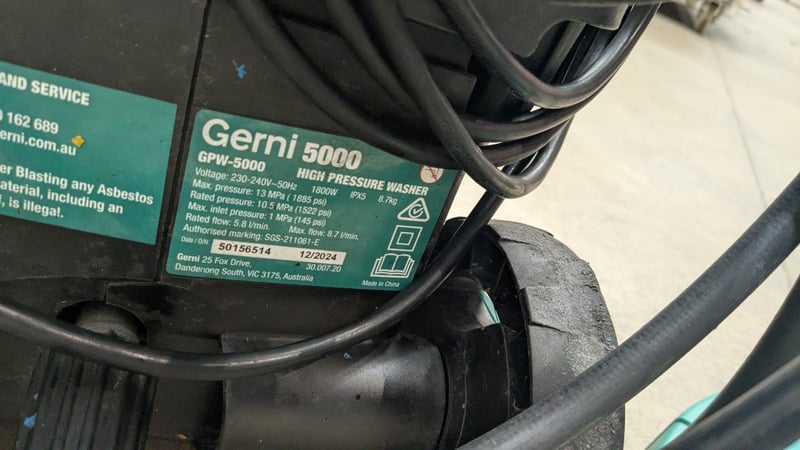 AND SERVICE
162 689
erni.com.au
er Blasting any Asbestos
aterial, including an
, is illegal.
Gerni 5000
GPW-5000 HIGH PRESSURE WASHER
Voltage: 230-240V~50Hz 1800W IPX5 8.7kg
Max. pressure: 13 MPa (1885 psi)
Rated pressure: 10.5 MPa (1522 psi)
Max. inlet pressure: 1 MPa (145 psi)
Rated flow: 5.8 l/min. Max. flow: 8.7 l/min.
Authorised marking: SGS-211061-E
Date / O/N 50156514 12/2024
Gerni 25 Fox Drive, 30.007.20
Dandenong South, VIC 3175, Australia
Made in China